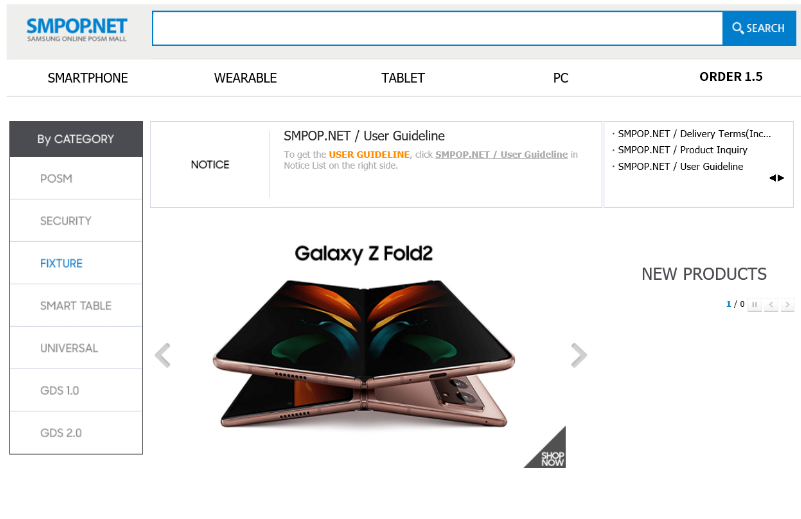 SMPOP.NET
SAMSUNG ONLINE POSM MALL
SEARCH
SMARTPHONE WEARABLE TABLET PC ORDER 1.5
By CATEGORY
POSM
SECURITY
FIXTURE
SMART TABLE
UNIVERSAL
GDS 1.0
GDS 2.0
NOTICE
SMPOP.NET / User Guideline
To get the USER GUIDELINE, click SMPOP.NET / User Guideline in
Notice List on the right side.
· SMPOP.NET / Delivery Terms(Inc...
· SMPOP.NET / Product Inquiry
· SMPOP.NET / User Guideline
Galaxy Z Fold2
SHOP
NOW
NEW PRODUCTS
1 / 0